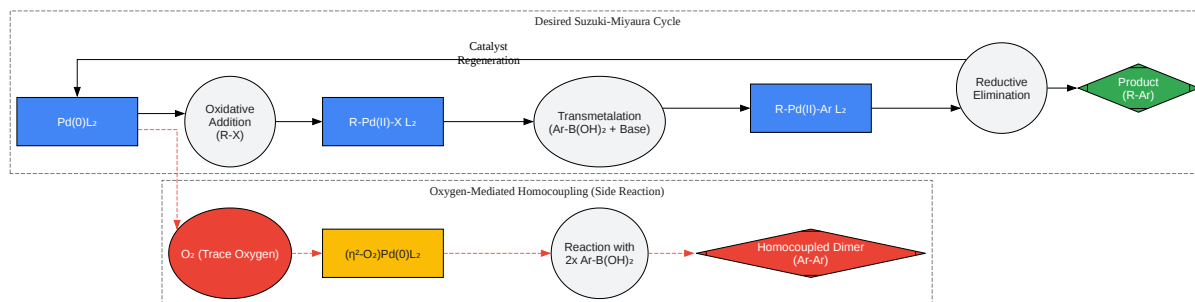 Desired Suzuki-Miyaura Cycle
Catalyst
Regeneration
Pd(0)L₂
Oxidative
Addition
(R-X)
R-Pd(II)-X L₂
Transmetalation
(Ar-B(OH)₂ + Base)
R-Pd(II)-Ar L₂
Reductive
Elimination
Product
(R-Ar)
Oxygen-Mediated Homocoupling (Side Reaction)
O₂ (Trace Oxygen)
(η²-O₂)Pd(0)L₂
Reaction with
2x Ar-B(OH)₂
Homocoupled Dimer
(Ar-Ar)